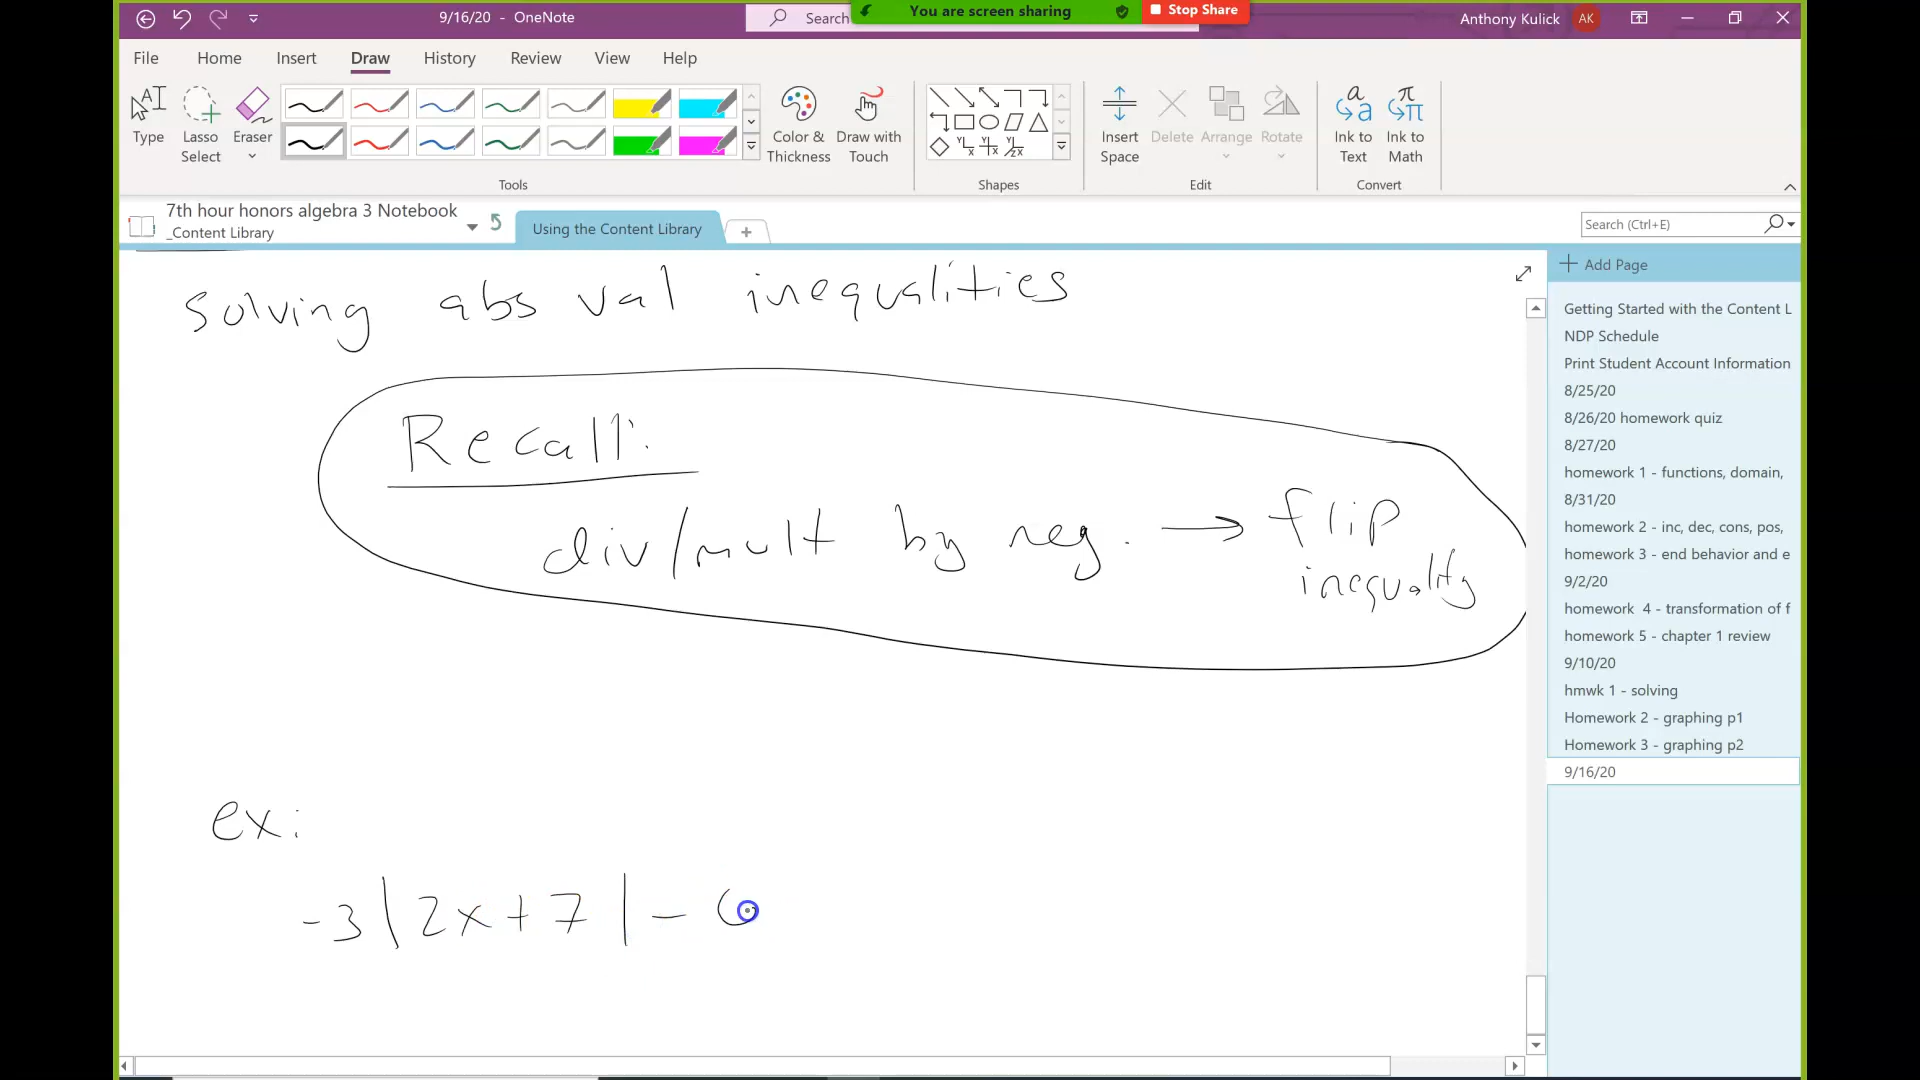 9/16/20 - OneNote
Search
You are screen sharing
Stop Share
Anthony Kulick
AK
File Home Insert Draw History Review View Help
Type
Lasso Select
Eraser
Color & Thickness
Draw with Touch
Insert Space
Delete
Arrange
Rotate
Ink to Text
Ink to Math
Tools
Shapes
Edit
Convert
7th hour honors algebra 3 Notebook
_Content Library
Using the Content Library
Search (Ctrl+E)
solving abs val inequalities
Recall:
div/mult by neg. → flip
inequality
ex:
-3|2x+7| - 6
Add Page
Getting Started with the Content L
NDP Schedule
Print Student Account Information
8/25/20
8/26/20 homework quiz
8/27/20
homework 1 - functions, domain,
8/31/20
homework 2 - inc, dec, cons, pos,
homework 3 - end behavior and e
9/2/20
homework 4 - transformation of f
homework 5 - chapter 1 review
9/10/20
hmwk 1 - solving
Homework 2 - graphing p1
Homework 3 - graphing p2
9/16/20